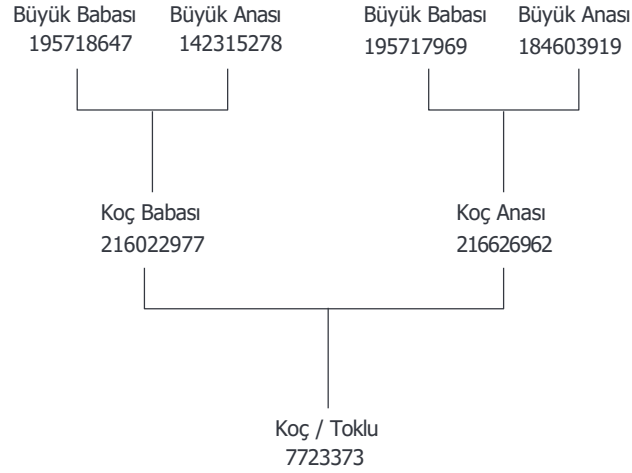 Büyük Babası Büyük Anası Büyük Babası Büyük Anası
195718647 142315278 195717969 184603919
Koç Babası Koç Anası
216022977 216626962
Koç / Toklu
7723373